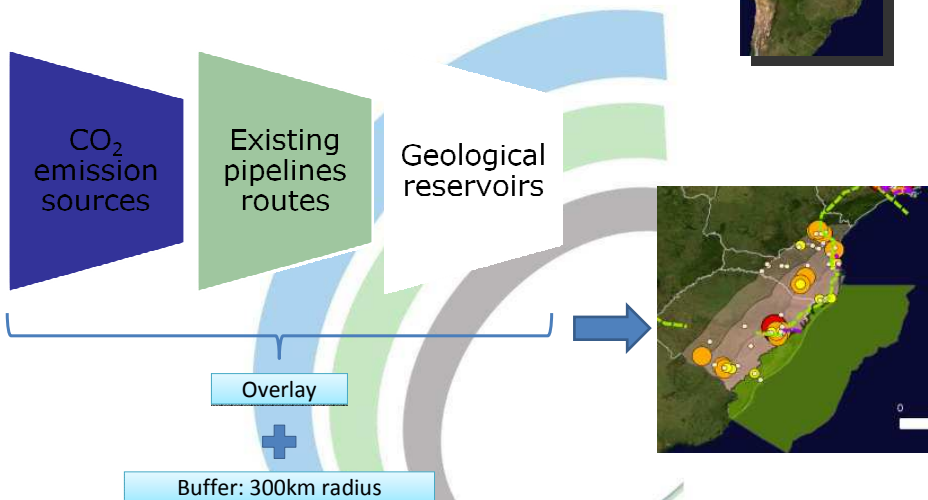 CO₂
emission
sources
Existing
pipelines
routes
Geological
reservoirs
Overlay
Buffer: 300km radius
0